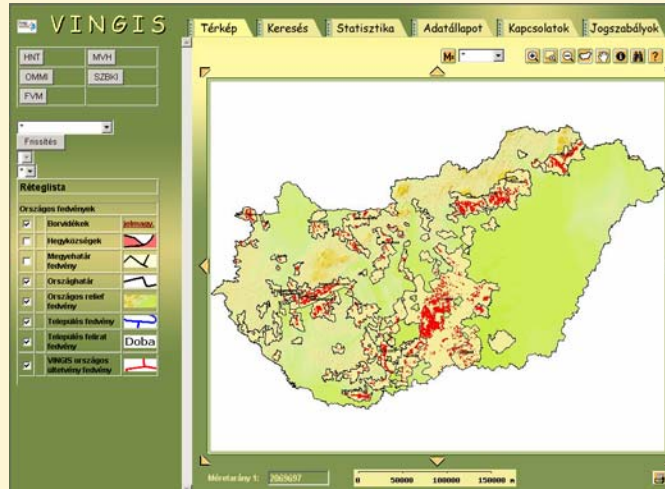 VINGIS
Térkép Keresés Statisztika Adatállapot Kapcsolatok Jogszabályok
HNT MVH
OMMI SZBKI
FVM
Frissítés
Réteglista
Országos fedvények
Borvidékek jelmagy.
Hegyközségek
Megyehatár fedvény
Országhatár
Országos relief fedvény
Település fedvény
Település felirat fedvény Doba
VINGIS országos ültetvény fedvény
Méretarány 1: 2069697
0 50000 100000 150000 m